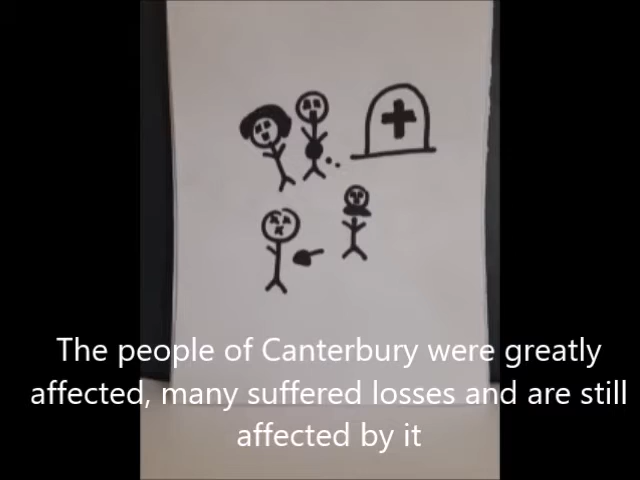 The people of Canterbury were greatly
affected, many suffered losses and are still
affected by it